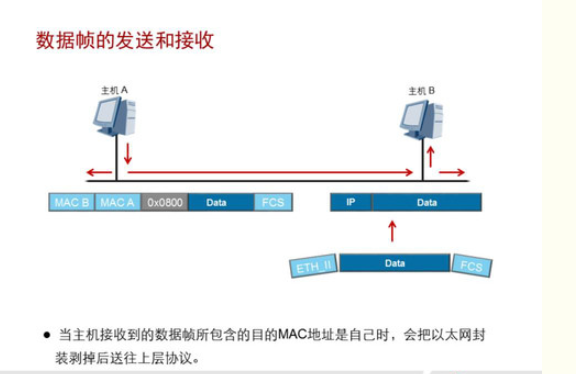 数据帧的发送和接收
主机 A
主机 B
MAC B MAC A 0x0800 Data FCS
IP Data
ETH_II Data FCS
● 当主机接收到的数据帧所包含的目的MAC地址是自己时，会把以太网封
装剥掉后送往上层协议。